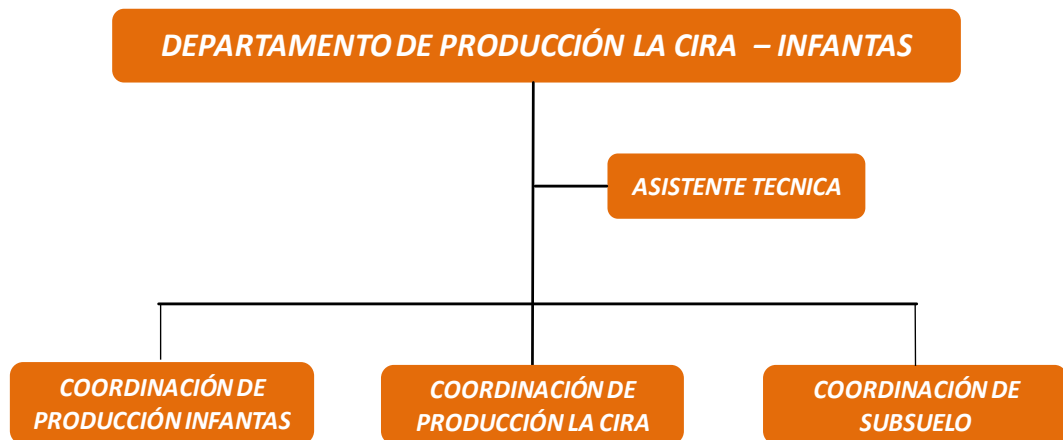 DEPARTAMENTO DE PRODUCCIÓN LA CIRA – INFANTAS
ASISTENTE TECNICA
COORDINACIÓN DE
PRODUCCIÓN INFANTAS
COORDINACIÓN DE
PRODUCCIÓN LA CIRA
COORDINACIÓN DE
SUBSUELO